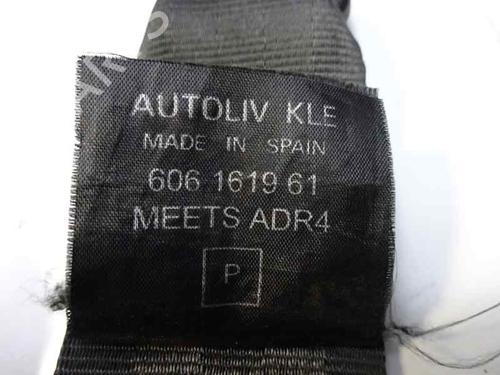 AUTOLIV KLE
MADE IN SPAIN
606 1619 61
MEETS ADR4
P